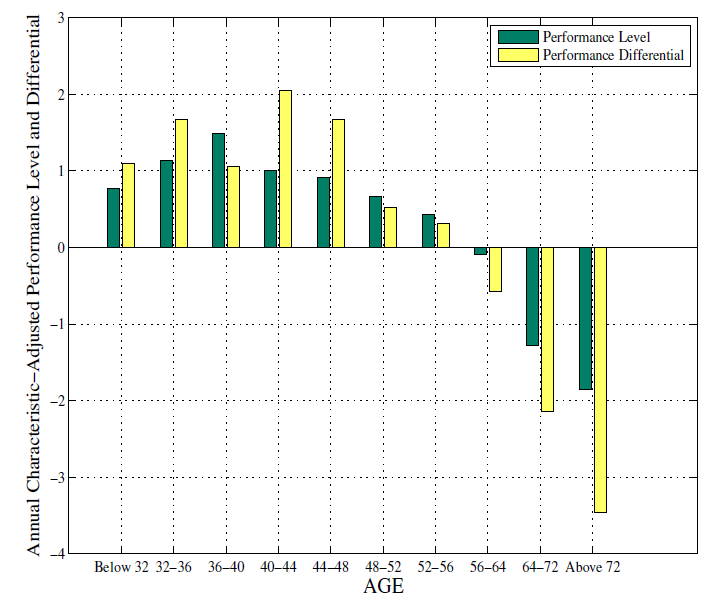 Annual Characteristic–Adjusted Performance Level and Differential
3
2
1
0
−1
−2
−3
−4
Performance Level
Performance Differential
Below 32 32–36 36–40 40–44 44–48 48–52 52–56 56–64 64–72 Above 72
AGE